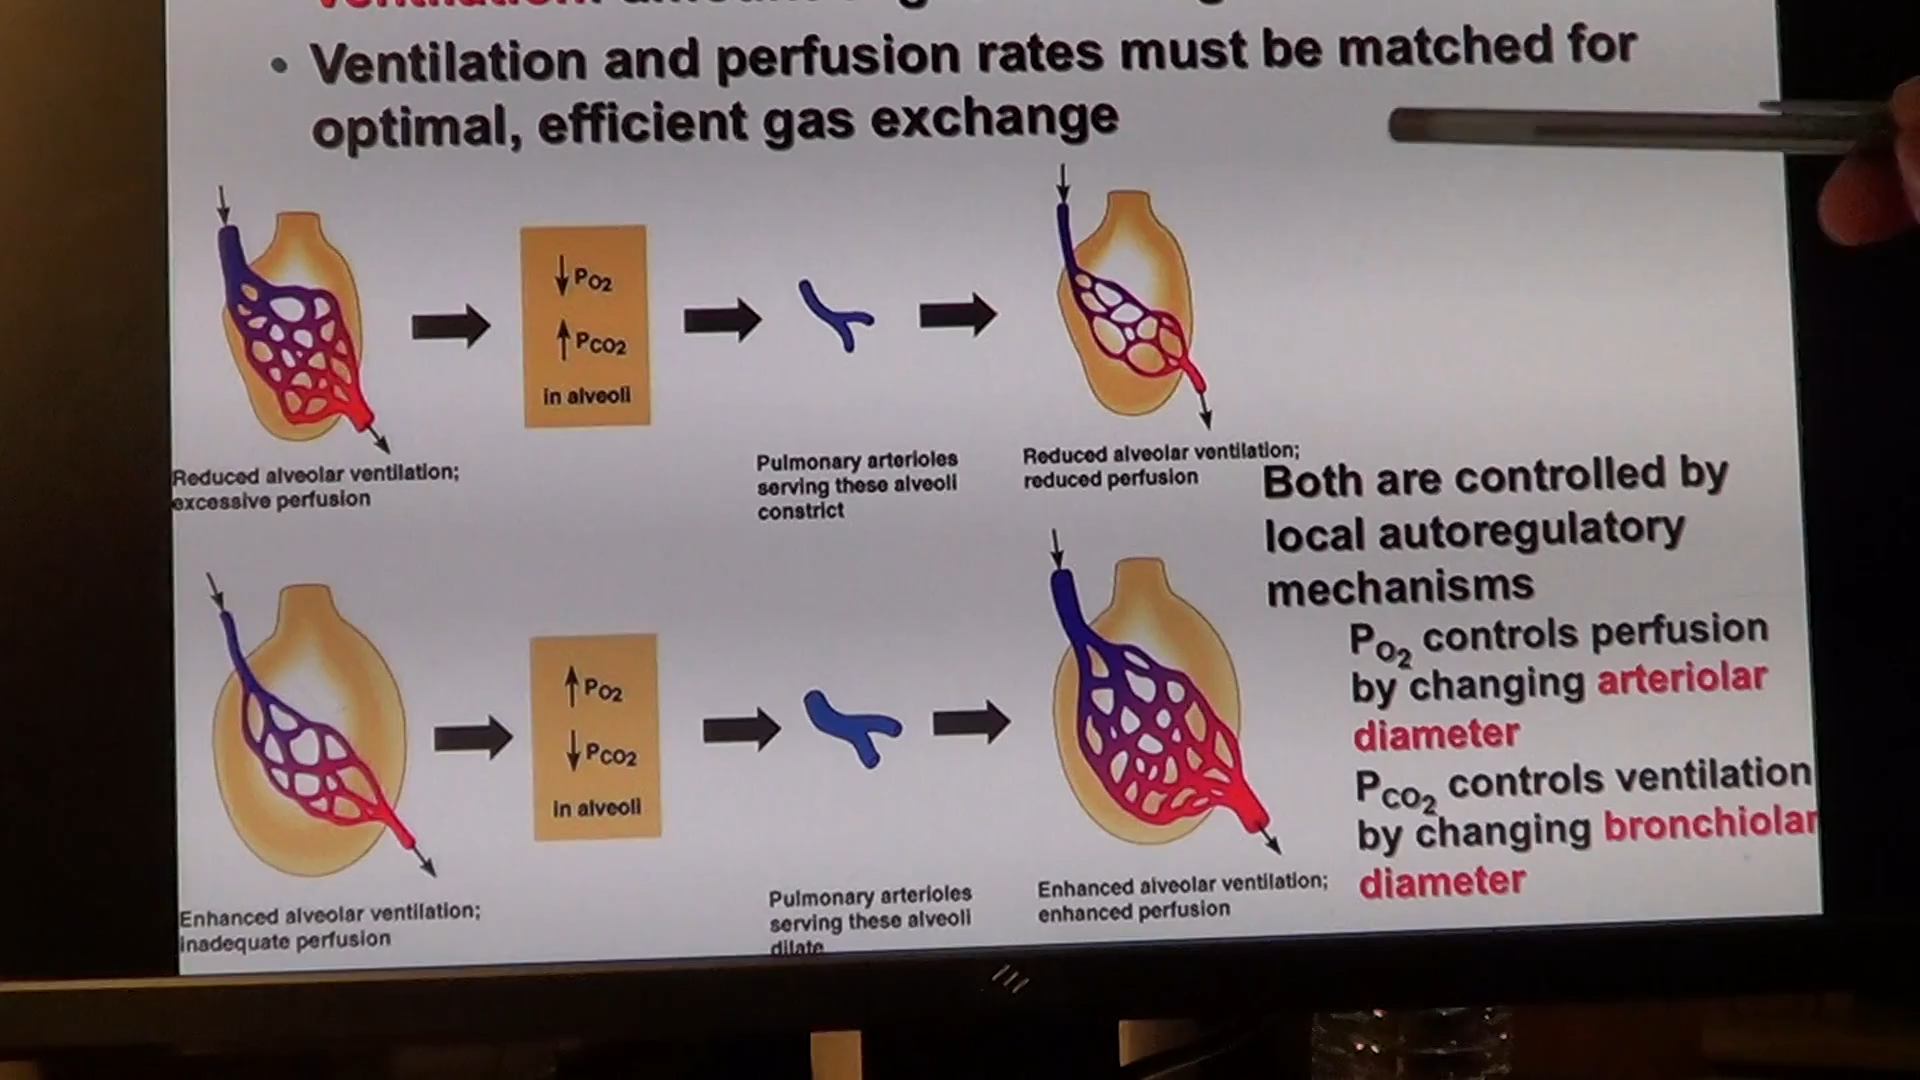 • Ventilation and perfusion rates must be matched for
optimal, efficient gas exchange
↓ PO2
↑ PCO2
in alveoli
Reduced alveolar ventilation;
excessive perfusion
Pulmonary arterioles
serving these alveoli
constrict
Reduced alveolar ventilation;
reduced perfusion
Both are controlled by
local autoregulatory
mechanisms
PO2 controls perfusion
by changing arteriolar
diameter
PCO2 controls ventilation
by changing bronchiolar
diameter
↑ PO2
↓ PCO2
in alveoli
Enhanced alveolar ventilation;
inadequate perfusion
Pulmonary arterioles
serving these alveoli
dilate
Enhanced alveolar ventilation;
enhanced perfusion